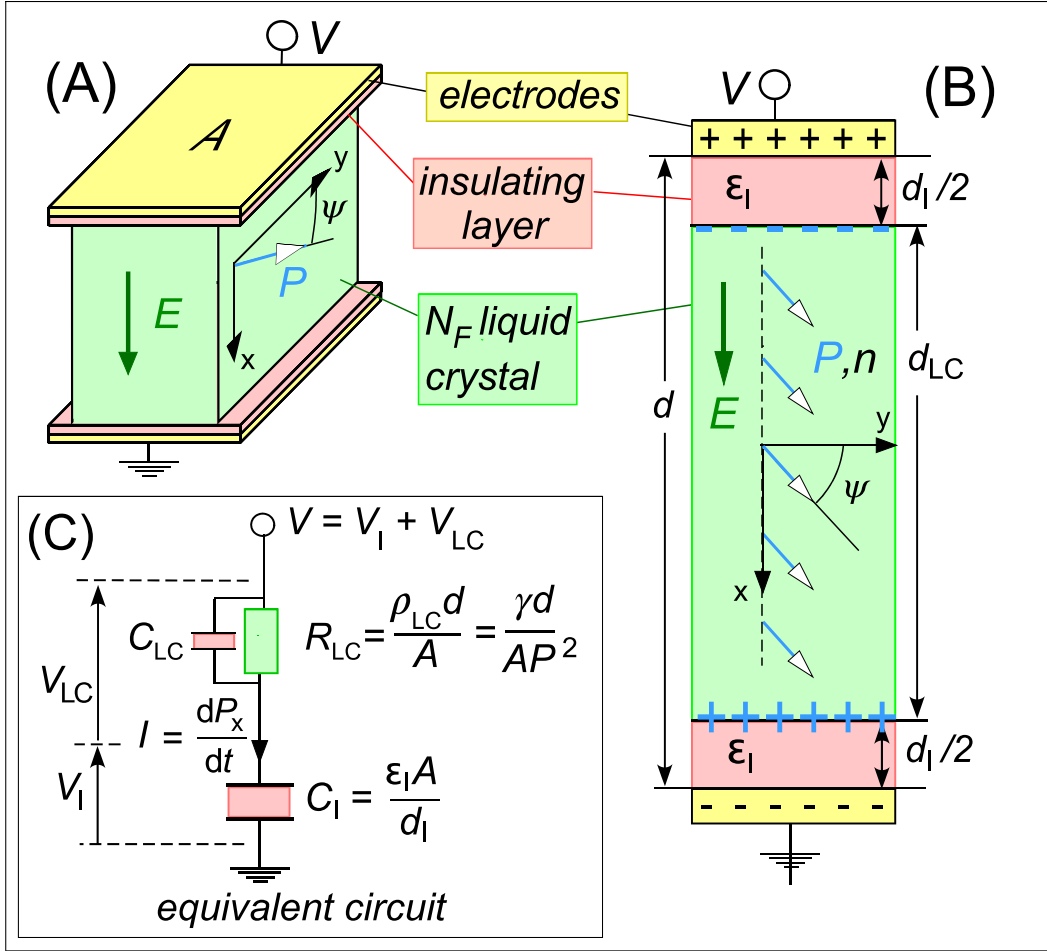 (A)
V
A
E
y
ψ
P
x
electrodes
insulating
layer
N_F liquid
crystal
(B)
V
+ + + + + +
ε_I
d_I/2
- - - - - -
d
E
P,n
d_LC
y
ψ
x
+ + + + + +
ε_I
d_I/2
- - - - - -
(C)
V = V_I + V_LC
C_LC
R_LC = ρ_LC d / A = γd / AP²
V_LC
I = dP_x / dt
V_I
C_I = ε_I A / d_I
equivalent circuit